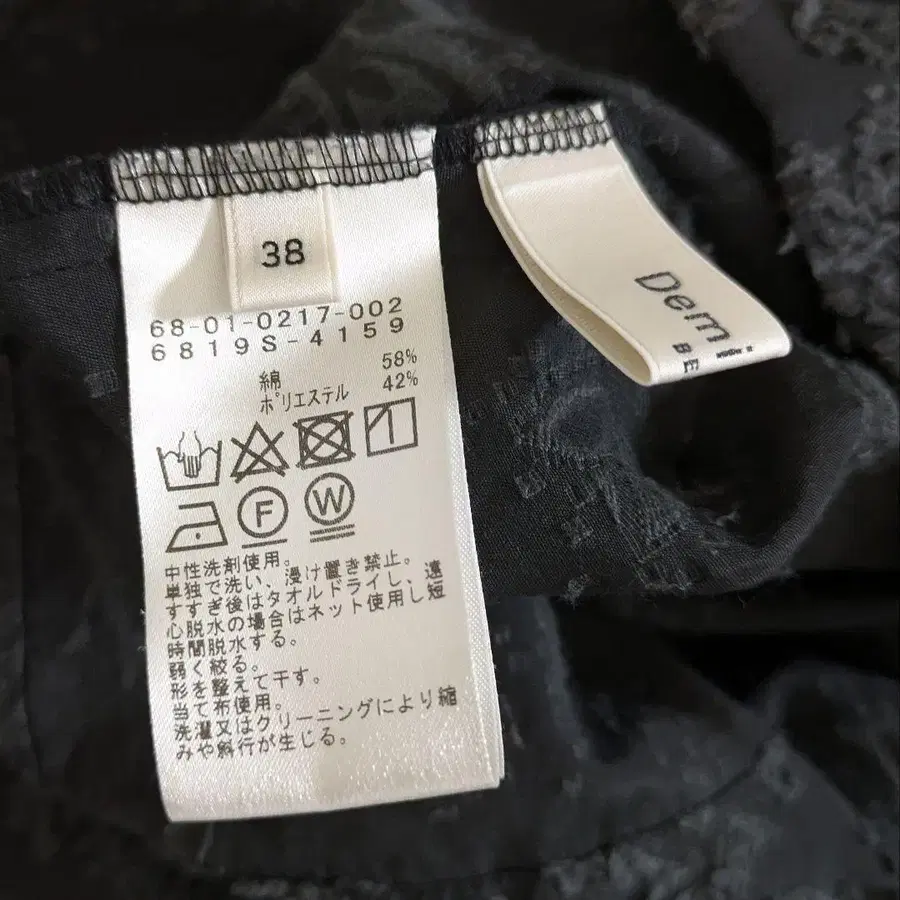 38
68-01-0217-002
6819S-4159
綿 58%
ポリエステル 42%
F
W
中性洗剤使用。
単独で洗い、浸け置き禁止。
すすぎ後はタオルドライし、遠
心脱水の場合はネット使用し短
時間脱水する。
弱く絞る。
形を整えて干す。
当て布使用。
洗濯又はクリーニングにより縮
みや斜行が生じる。
Dem
BE